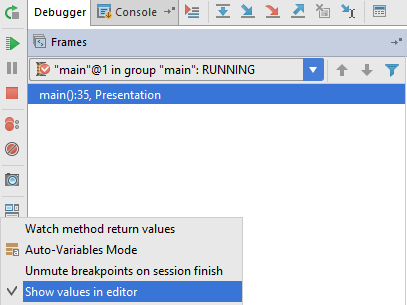 Debugger
Console
Frames
"main"@1 in group "main": RUNNING
main():35, Presentation
Watch method return values
Auto-Variables Mode
Unmute breakpoints on session finish
Show values in editor